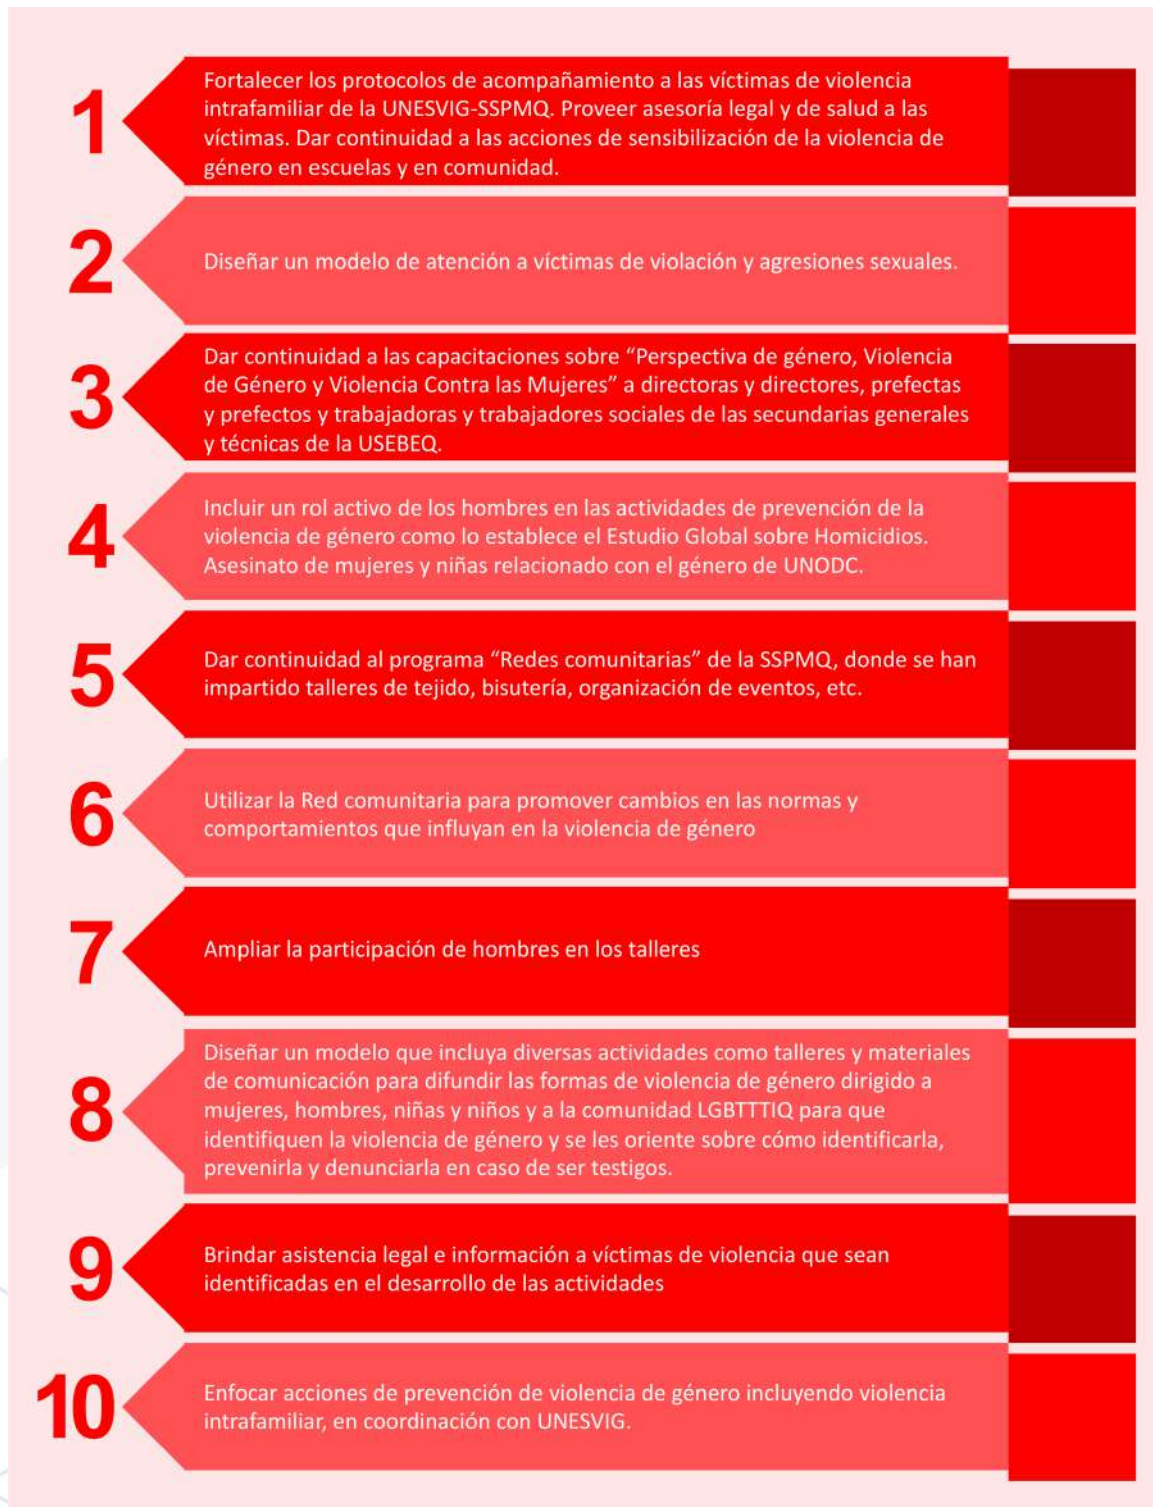 1
Fortalecer los protocolos de acompañamiento a las víctimas de violencia
intrafamiliar de la UNESVIG-SSPMQ. Proveer asesoría legal y de salud a las
víctimas. Dar continuidad a las acciones de sensibilización de la violencia de
género en escuelas y en comunidad.
2
Diseñar un modelo de atención a víctimas de violación y agresiones sexuales.
3
Dar continuidad a las capacitaciones sobre “Perspectiva de género, Violencia
de Género y Violencia Contra las Mujeres” a directoras y directores, prefectas
y prefectos y trabajadoras y trabajadores sociales de las secundarias generales
y técnicas de la USEBEQ.
4
Incluir un rol activo de los hombres en las actividades de prevención de la
violencia de género como lo establece el Estudio Global sobre Homicidios.
Asesinato de mujeres y niñas relacionado con el género de UNODC.
5
Dar continuidad al programa “Redes comunitarias” de la SSPMQ, donde se han
impartido talleres de tejido, bisutería, organización de eventos, etc.
6
Utilizar la Red comunitaria para promover cambios en las normas y
comportamientos que influyan en la violencia de género
7
Ampliar la participación de hombres en los talleres
8
Diseñar un modelo que incluya diversas actividades como talleres y materiales
de comunicación para difundir las formas de violencia de género dirigido a
mujeres, hombres, niñas y niños y a la comunidad LGBTTTIQ para que
identifiquen la violencia de género y se les oriente sobre cómo identificarla,
prevenirla y denunciarla en caso de ser testigos.
9
Brindar asistencia legal e información a víctimas de violencia que sean
identificadas en el desarrollo de las actividades
10
Enfocar acciones de prevención de violencia de género incluyendo violencia
intrafamiliar, en coordinación con UNESVIG.